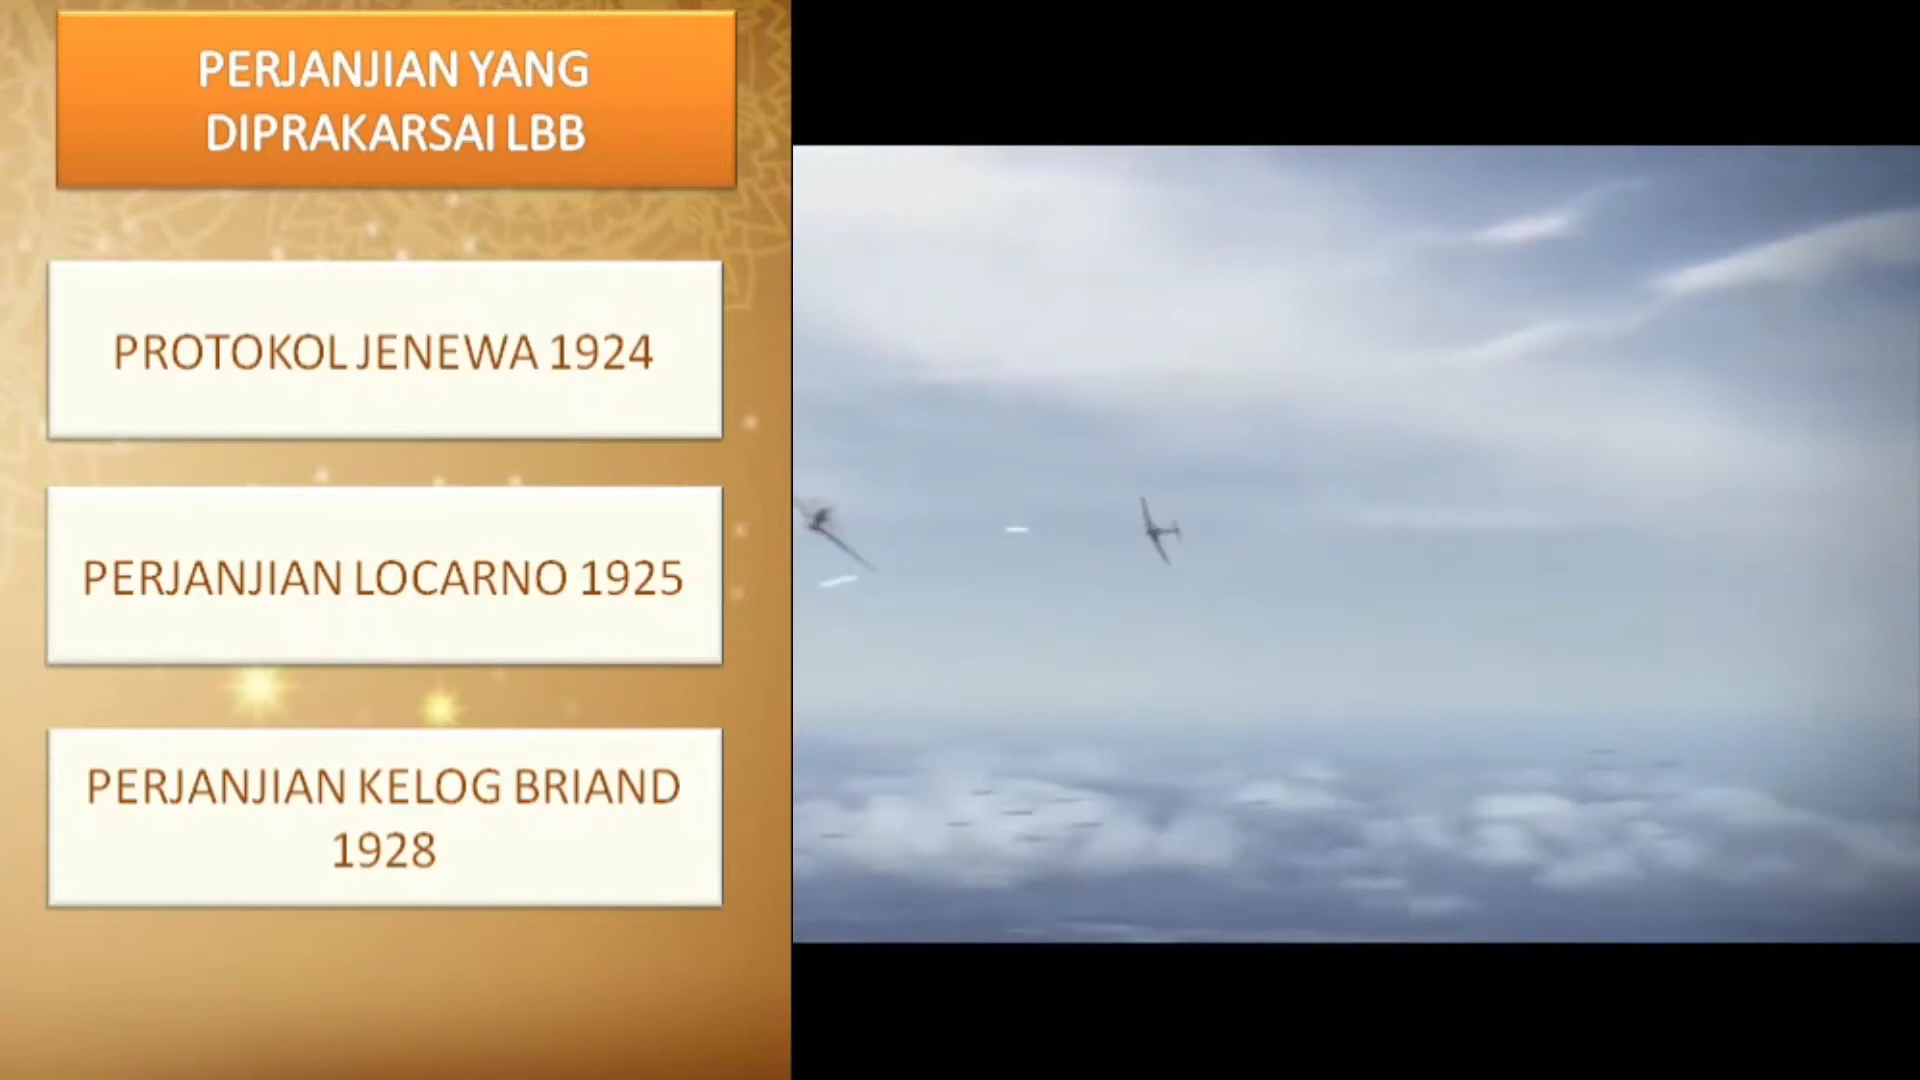 PERJANJIAN YANG
DIPRAKARSAI LBB
PROTOKOL JENEWA 1924
PERJANJIAN LOCARNO 1925
PERJANJIAN KELOG BRIAND
1928